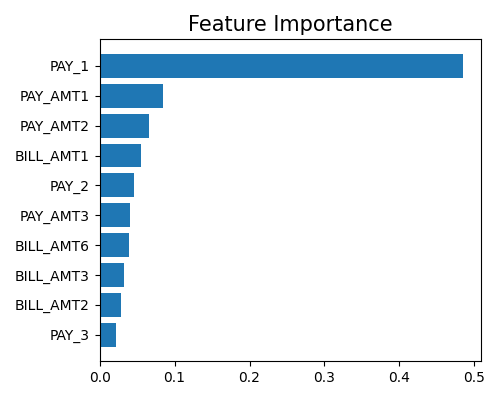 Feature Importance
PAY_1
PAY_AMT1
PAY_AMT2
BILL_AMT1
PAY_2
PAY_AMT3
BILL_AMT6
BILL_AMT3
BILL_AMT2
PAY_3
0.0 0.1 0.2 0.3 0.4 0.5